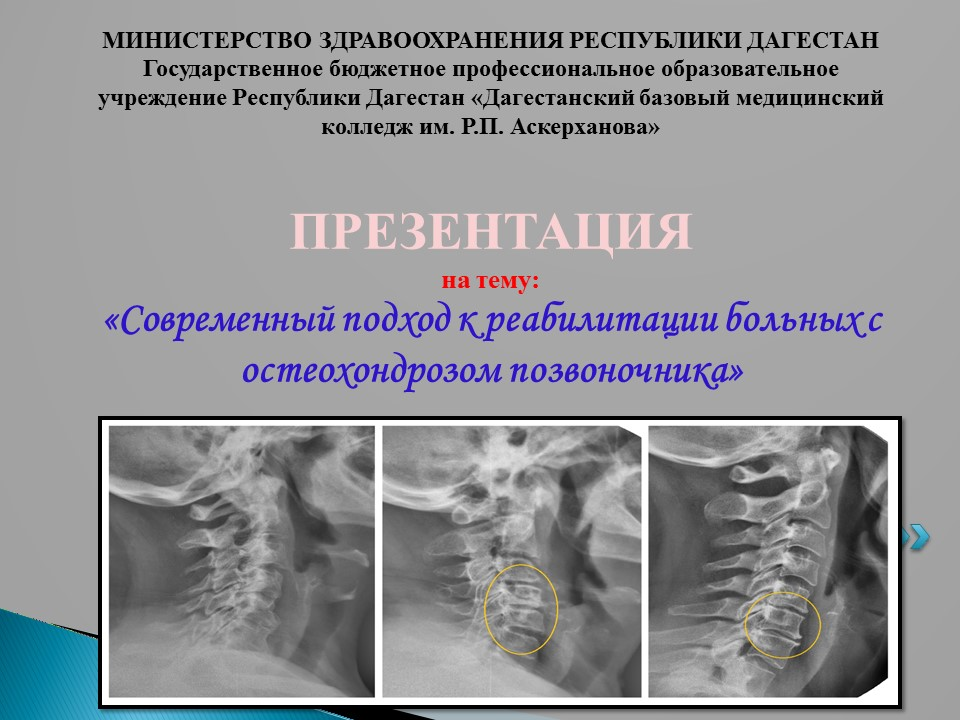 МИНИСТЕРСТВО ЗДРАВООХРАНЕНИЯ РЕСПУБЛИКИ ДАГЕСТАН
Государственное бюджетное профессиональное образовательное
учреждение Республики Дагестан «Дагестанский базовый медицинский
колледж им. Р.П. Аскерханова»
ПРЕЗЕНТАЦИЯ
на тему:
«Современный подход к реабилитации больных с
остеохондрозом позвоночника»